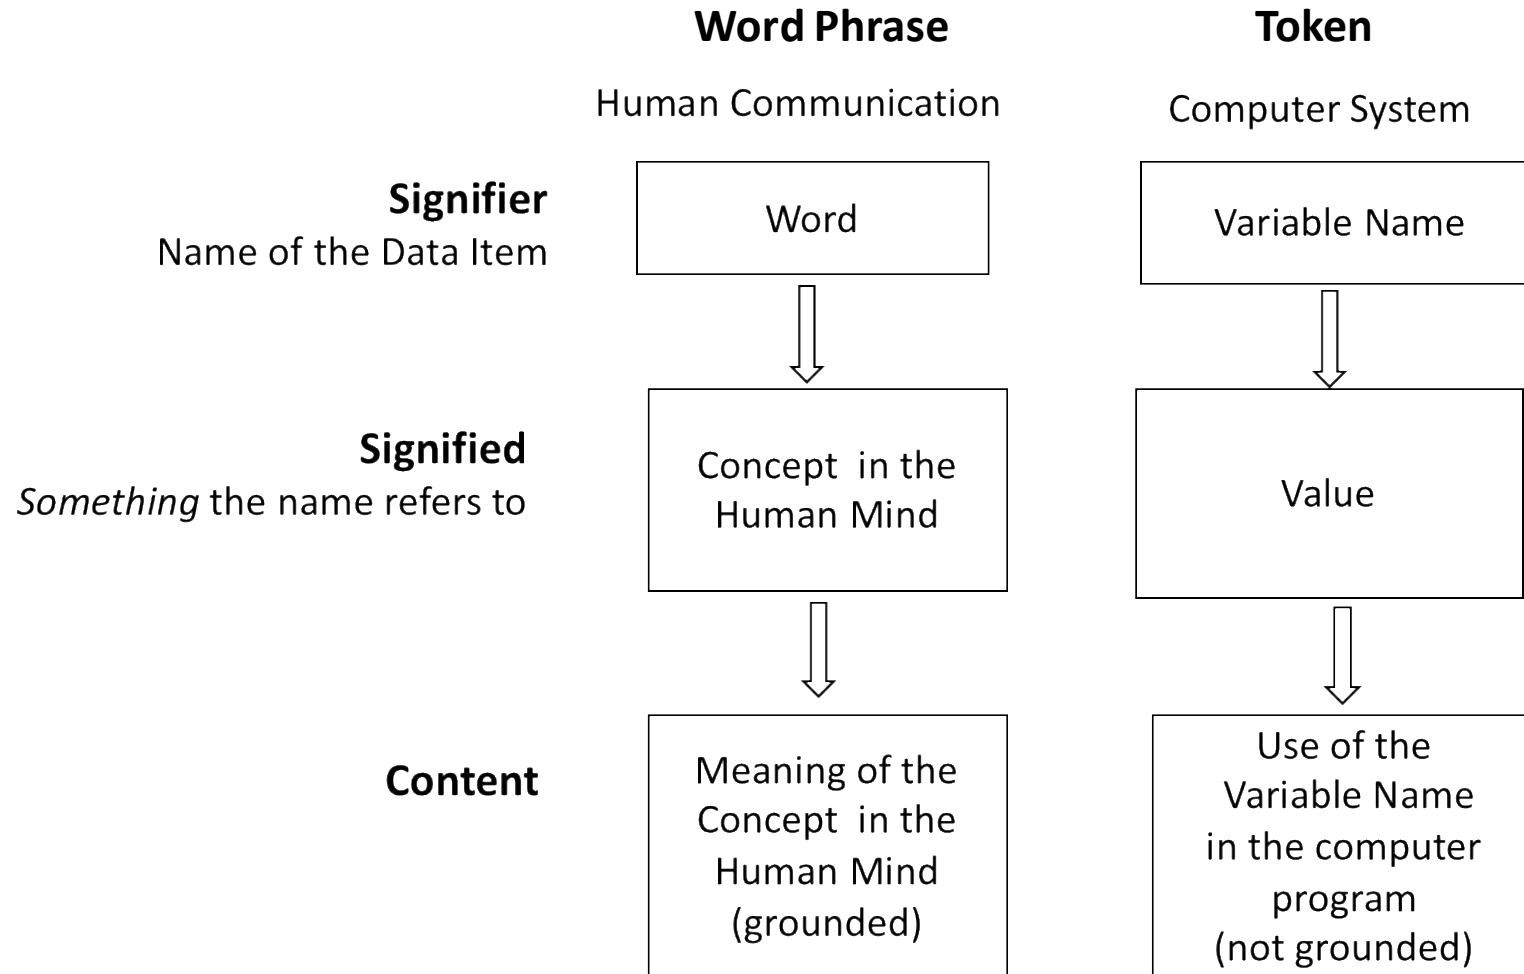 Word Phrase
Token
Human Communication
Computer System
Signifier
Name of the Data Item
Word
Variable Name
Signified
Something the name refers to
Concept in the
Human Mind
Value
Content
Meaning of the
Concept in the
Human Mind
(grounded)
Use of the
Variable Name
in the computer
program
(not grounded)